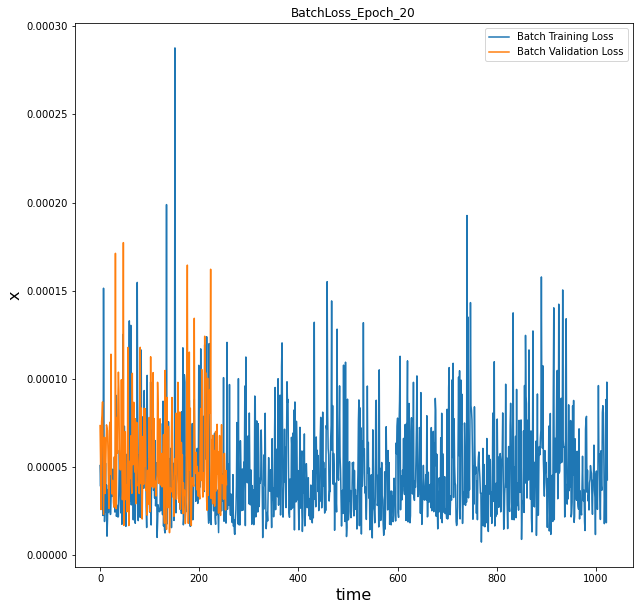 BatchLoss_Epoch_20
Batch Training Loss
Batch Validation Loss
0.00030
0.00025
0.00020
0.00015
0.00010
0.00005
0.00000
x
0
200
400
600
800
1000
time